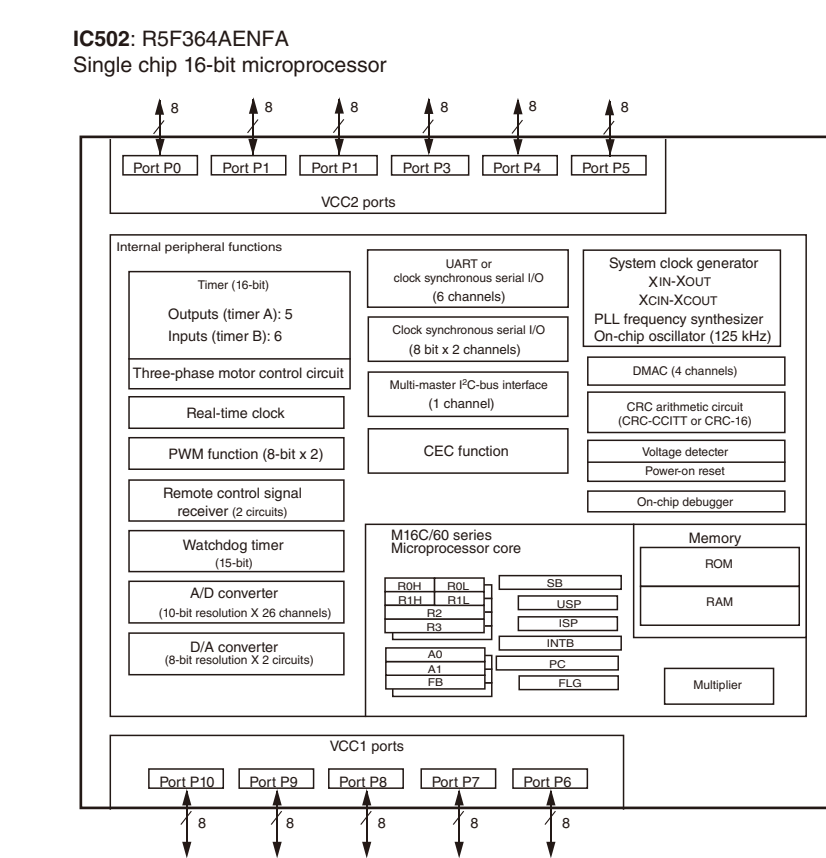 IC502: R5F364AENFA
Single chip 16-bit microprocessor
8
8
8
8
8
8
Port P0
Port P1
Port P1
Port P3
Port P4
Port P5
VCC2 ports
Internal peripheral functions
Timer (16-bit)
Outputs (timer A): 5
Inputs (timer B): 6
Three-phase motor control circuit
Real-time clock
PWM function (8-bit x 2)
Remote control signal
receiver (2 circuits)
Watchdog timer
(15-bit)
A/D converter
(10-bit resolution X 26 channels)
D/A converter
(8-bit resolution X 2 circuits)
UART or
clock synchronous serial I/O
(6 channels)
Clock synchronous serial I/O
(8 bit x 2 channels)
Multi-master I²C-bus interface
(1 channel)
CEC function
System clock generator
XIN-XOUT
XCIN-XCOUT
PLL frequency synthesizer
On-chip oscillator (125 kHz)
DMAC (4 channels)
CRC arithmetic circuit
(CRC-CCITT or CRC-16)
Voltage detecter
Power-on reset
On-chip debugger
M16C/60 series
Microprocessor core
R0H
R0L
R1H
R1L
R2
R3
A0
A1
FB
SB
USP
ISP
INTB
PC
FLG
Memory
ROM
RAM
Multiplier
VCC1 ports
Port P10
Port P9
Port P8
Port P7
Port P6
8
8
8
8
8